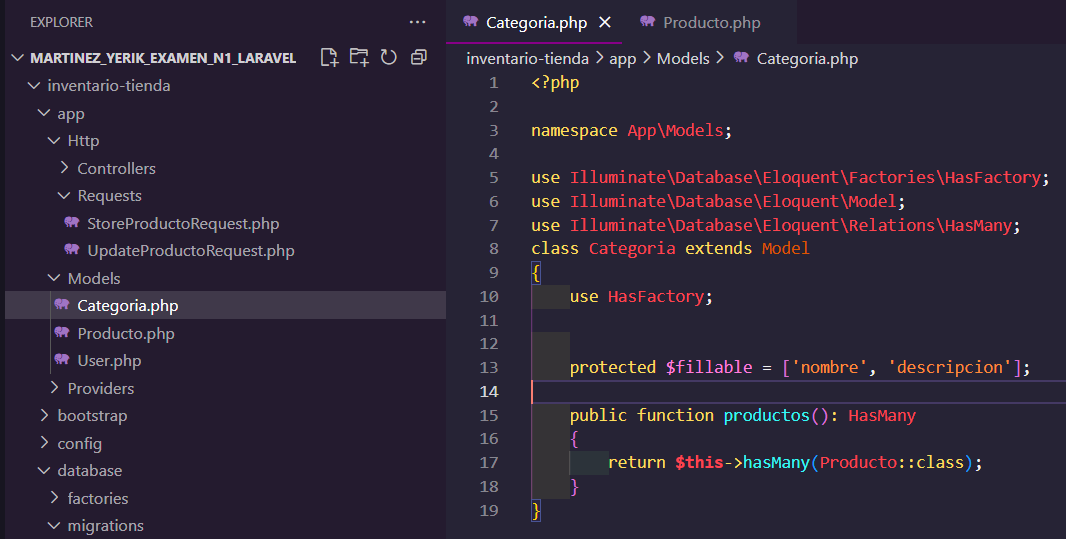 EXPLORER
MARTINEZ_YERIK_EXAMEN_N1_LARAVEL
inventario-tienda
app
Http
Controllers
Requests
StoreProductoRequest.php
UpdateProductoRequest.php
Models
Categoria.php
Producto.php
User.php
Providers
bootstrap
config
database
factories
migrations
Categoria.php Producto.php
inventario-tienda > app > Models > Categoria.php
1 <?php
2
3 namespace App\Models;
4
5 use Illuminate\Database\Eloquent\Factories\HasFactory;
6 use Illuminate\Database\Eloquent\Model;
7 use Illuminate\Database\Eloquent\Relations\HasMany;
8 class Categoria extends Model
9 {
10 use HasFactory;
11
12
13 protected $fillable = ['nombre', 'descripcion'];
14
15 public function productos(): HasMany
16 {
17 return $this->hasMany(Producto::class);
18 }
19 }